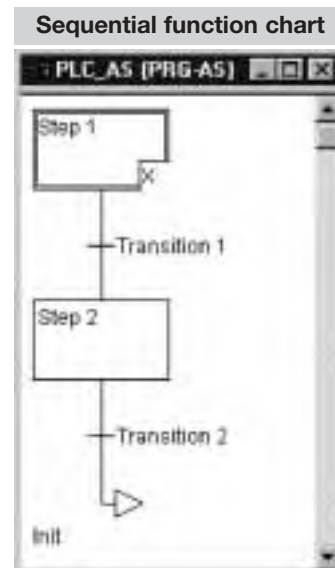 Sequential function chart
PLC_AS (PRG-AS)
Step 1
X
Transition 1
Step 2
Transition 2
Init